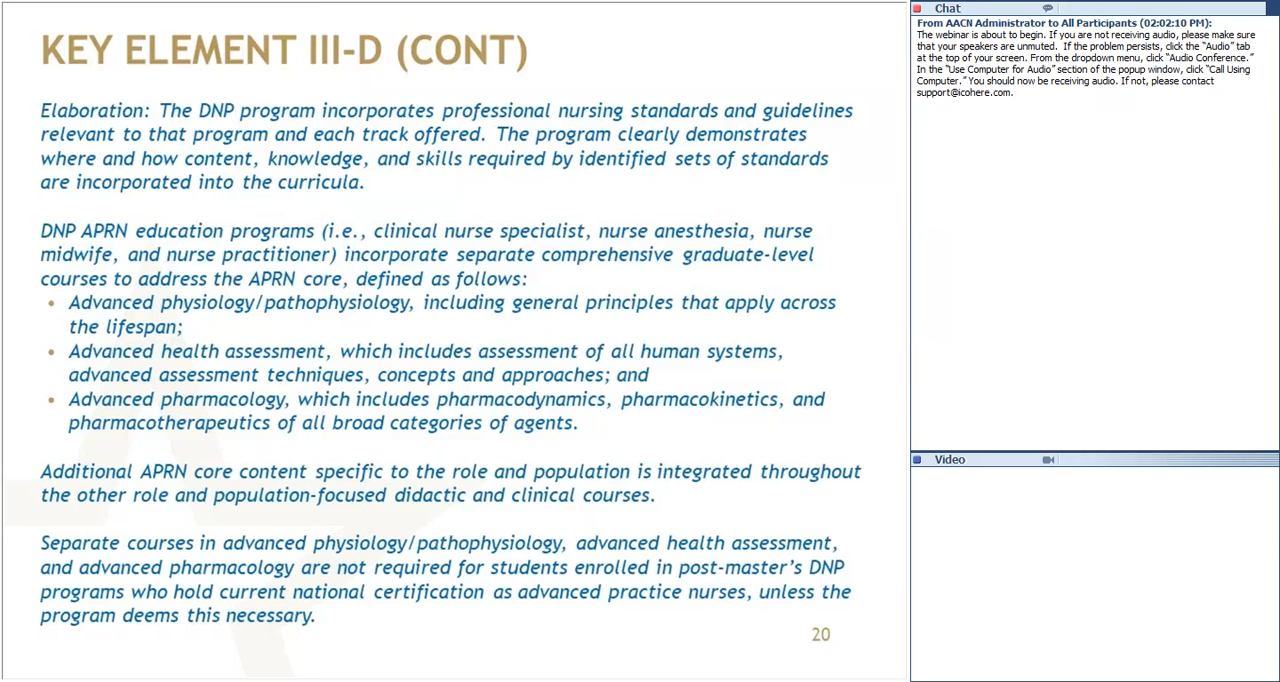 KEY ELEMENT III-D (CONT)
Elaboration: The DNP program incorporates professional nursing standards and guidelines
relevant to that program and each track offered. The program clearly demonstrates
where and how content, knowledge, and skills required by identified sets of standards
are incorporated into the curricula.
DNP APRN education programs (i.e., clinical nurse specialist, nurse anesthesia, nurse
midwife, and nurse practitioner) incorporate separate comprehensive graduate-level
courses to address the APRN core, defined as follows:
• Advanced physiology/pathophysiology, including general principles that apply across
the lifespan;
• Advanced health assessment, which includes assessment of all human systems,
advanced assessment techniques, concepts and approaches; and
• Advanced pharmacology, which includes pharmacodynamics, pharmacokinetics, and
pharmacotherapeutics of all broad categories of agents.
Additional APRN core content specific to the role and population is integrated throughout
the other role and population-focused didactic and clinical courses.
Separate courses in advanced physiology/pathophysiology, advanced health assessment,
and advanced pharmacology are not required for students enrolled in post-master’s DNP
programs who hold current national certification as advanced practice nurses, unless the
program deems this necessary.
20
Chat
From AACN Administrator to All Participants (02:02:10 PM):
The webinar is about to begin. If you are not receiving audio, please make sure
that your speakers are unmuted. If the problem persists, click the “Audio” tab
at the top of your screen. From the dropdown menu, click “Audio Conference.”
In the “Use Computer for Audio” section of the popup window, click “Call Using
Computer.” You should now be receiving audio. If not, please contact
support@icohere.com.
Video